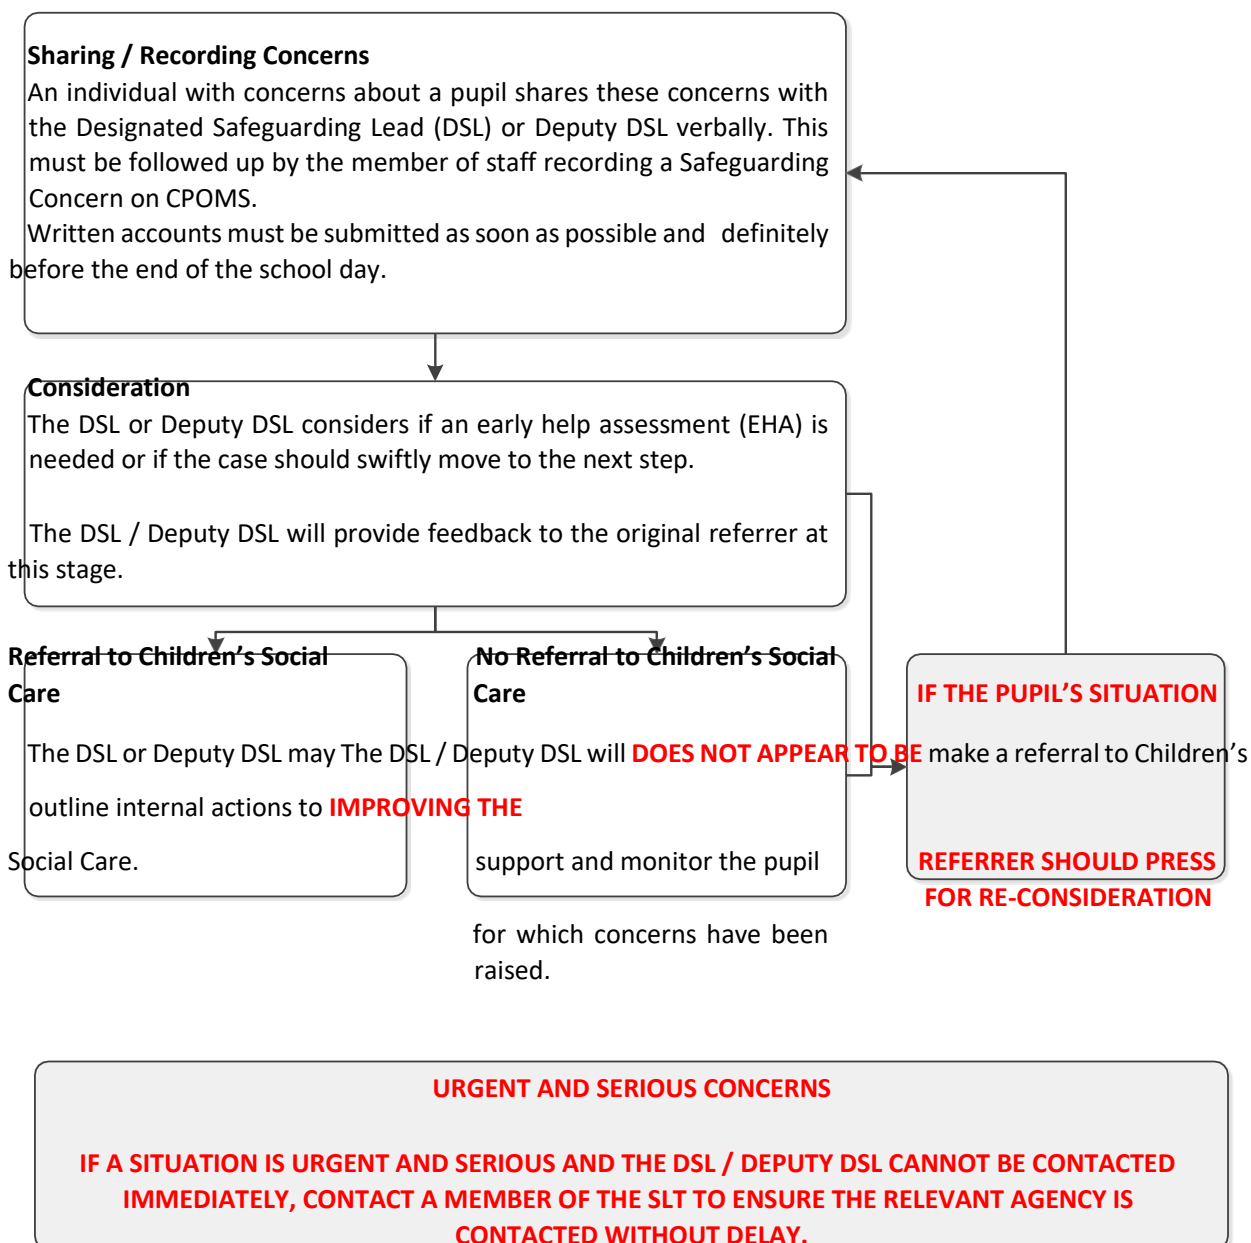 Sharing / Recording Concerns
An individual with concerns about a pupil shares these concerns with
the Designated Safeguarding Lead (DSL) or Deputy DSL verbally. This
must be followed up by the member of staff recording a Safeguarding
Concern on CPOMS.
Written accounts must be submitted as soon as possible and definitely
before the end of the school day.
Consideration
The DSL or Deputy DSL considers if an early help assessment (EHA) is
needed or if the case should swiftly move to the next step.
The DSL / Deputy DSL will provide feedback to the original referrer at
this stage.
Referral to Children’s Social
Care
No Referral to Children’s Social
Care
IF THE PUPIL’S SITUATION
The DSL or Deputy DSL may The DSL / Deputy DSL will DOES NOT APPEAR TO BE make a referral to Children’s
outline internal actions to IMPROVING THE
Social Care.
support and monitor the pupil
REFERRER SHOULD PRESS
FOR RE-CONSIDERATION
for which concerns have been
raised.
URGENT AND SERIOUS CONCERNS
IF A SITUATION IS URGENT AND SERIOUS AND THE DSL / DEPUTY DSL CANNOT BE CONTACTED
IMMEDIATELY, CONTACT A MEMBER OF THE SLT TO ENSURE THE RELEVANT AGENCY IS
CONTACTED WITHOUT DELAY.